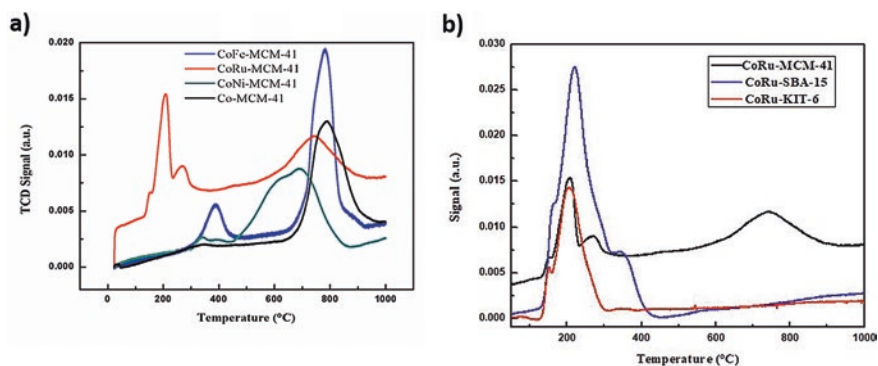 a)
0.020
0.015
0.010
0.005
0.000
TCD Signal (a.u.)
CoFe-MCM-41
CoRu-MCM-41
CoNi-MCM-41
Co-MCM-41
0 200 400 600 800 1000
Temperature (°C)
b)
0.030
0.025
0.020
0.015
0.010
0.005
0.000
Signal (a.u.)
CoRu-MCM-41
CoRu-SBA-15
CoRu-KIT-6
200 400 600 800 1000
Temperature (°C)